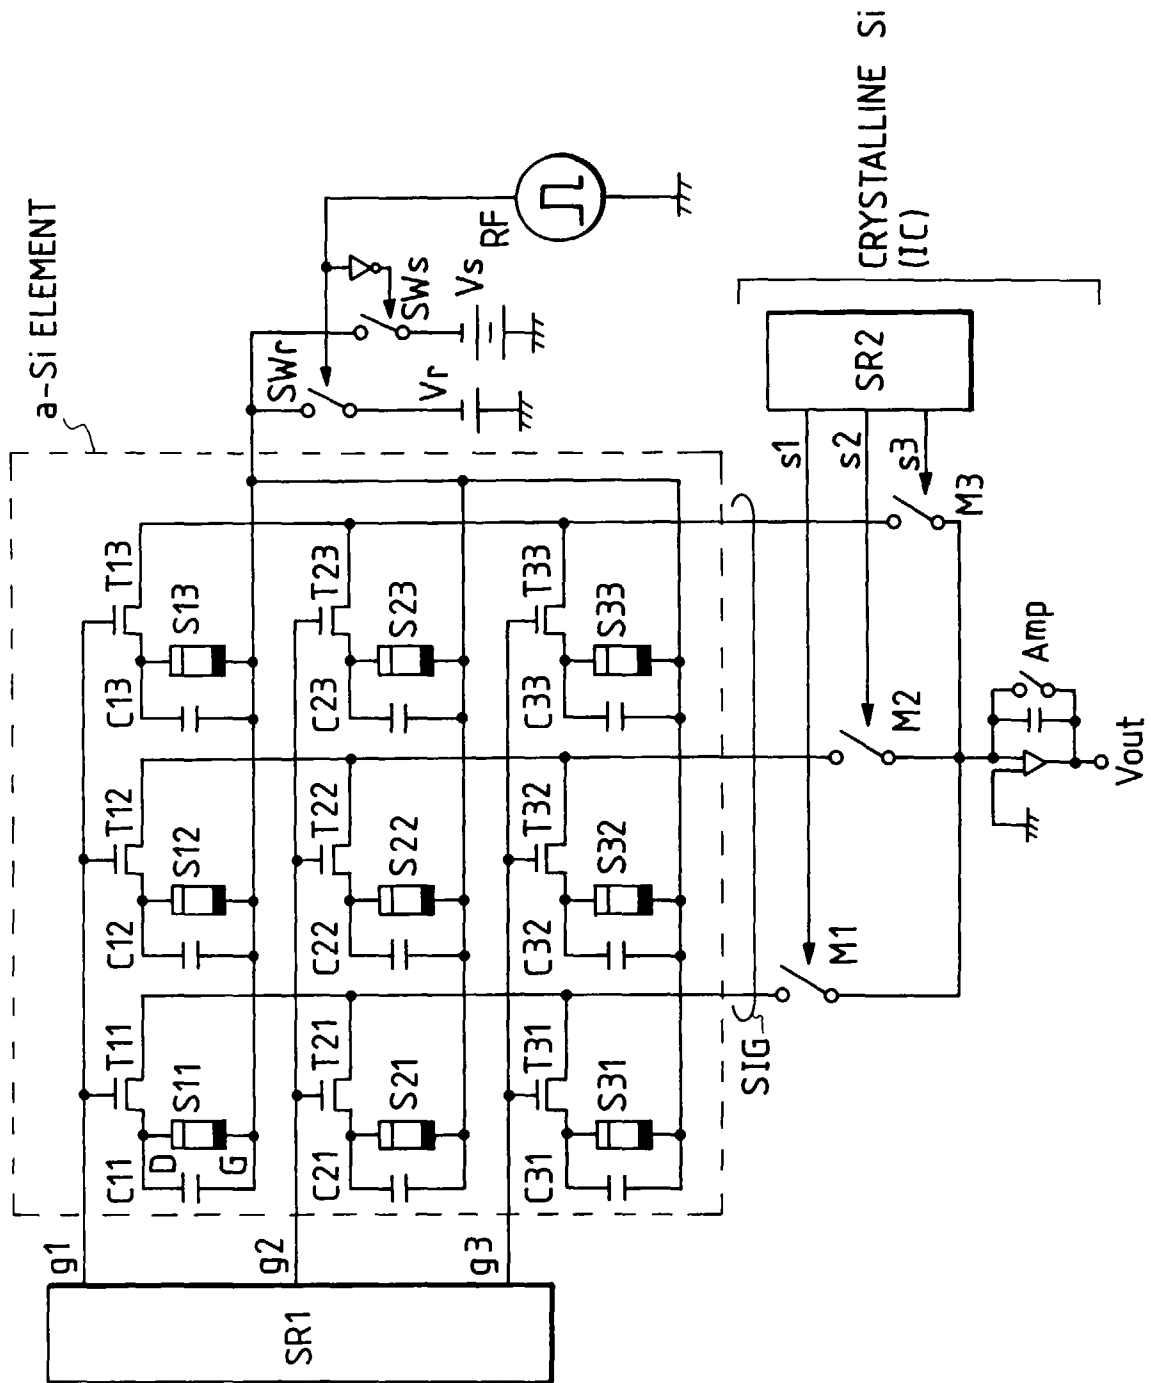 a-Si ELEMENT
SR1
g1
g2
g3
C11
D
G
S11
T11
C12
S12
T12
C13
S13
T13
C21
S21
T21
C22
S22
T22
C23
S23
T23
C31
S31
T31
C32
S32
T32
C33
S33
T33
SWr
Vr
SWs
Vs
RF
SIG
M1
M2
M3
s1
s2
s3
SR2
CRYSTALLINE Si
(IC)
Amp
Vout